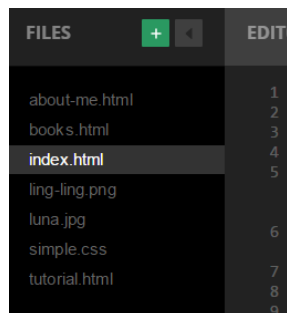 FILES
+
EDIT
about-me.html
books.html
index.html
ling-ling.png
luna.jpg
simple.css
tutorial.html
1
2
3
4
5
6
7
8
9